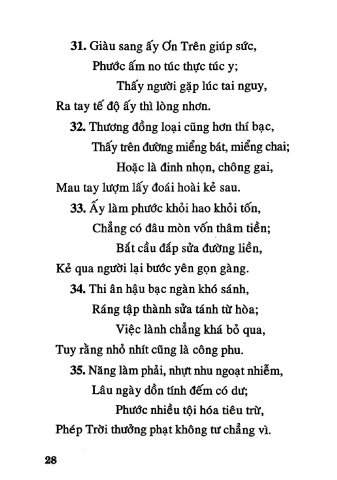 31. Giàu sang ấy Ơn Trên giúp sức,
Phước ấm no túc thực túc y;
Thấy người gặp lúc tai nguy,
Ra tay tế độ ấy thì lòng nhơn.
32. Thương đồng loại cũng hơn thí bạc,
Thấy trên đường miểng bát, miểng chai;
Hoặc là đinh nhọn, chông gai,
Mau tay lượm lấy đoái hoài kẻ sau.
33. Ấy làm phước khỏi hao khỏi tốn,
Chẳng có đâu mòn vốn thâm tiền;
Bắt cầu đắp sửa đường liền,
Kẻ qua người lại bước yên gọn gàng.
34. Thi ân hậu bạc ngàn khó sánh,
Ráng tập thành sửa tánh từ hòa;
Việc lành chẳng khá bỏ qua,
Tuy rằng nhỏ nhít cũng là công phu.
35. Năng làm phải, nhựt nhu ngoạt nhiễm,
Lâu ngày dồn tính đếm có dư;
Phước nhiều tội hóa tiêu trừ,
Phép Trời thưởng phạt không tư chẳng vì.
28